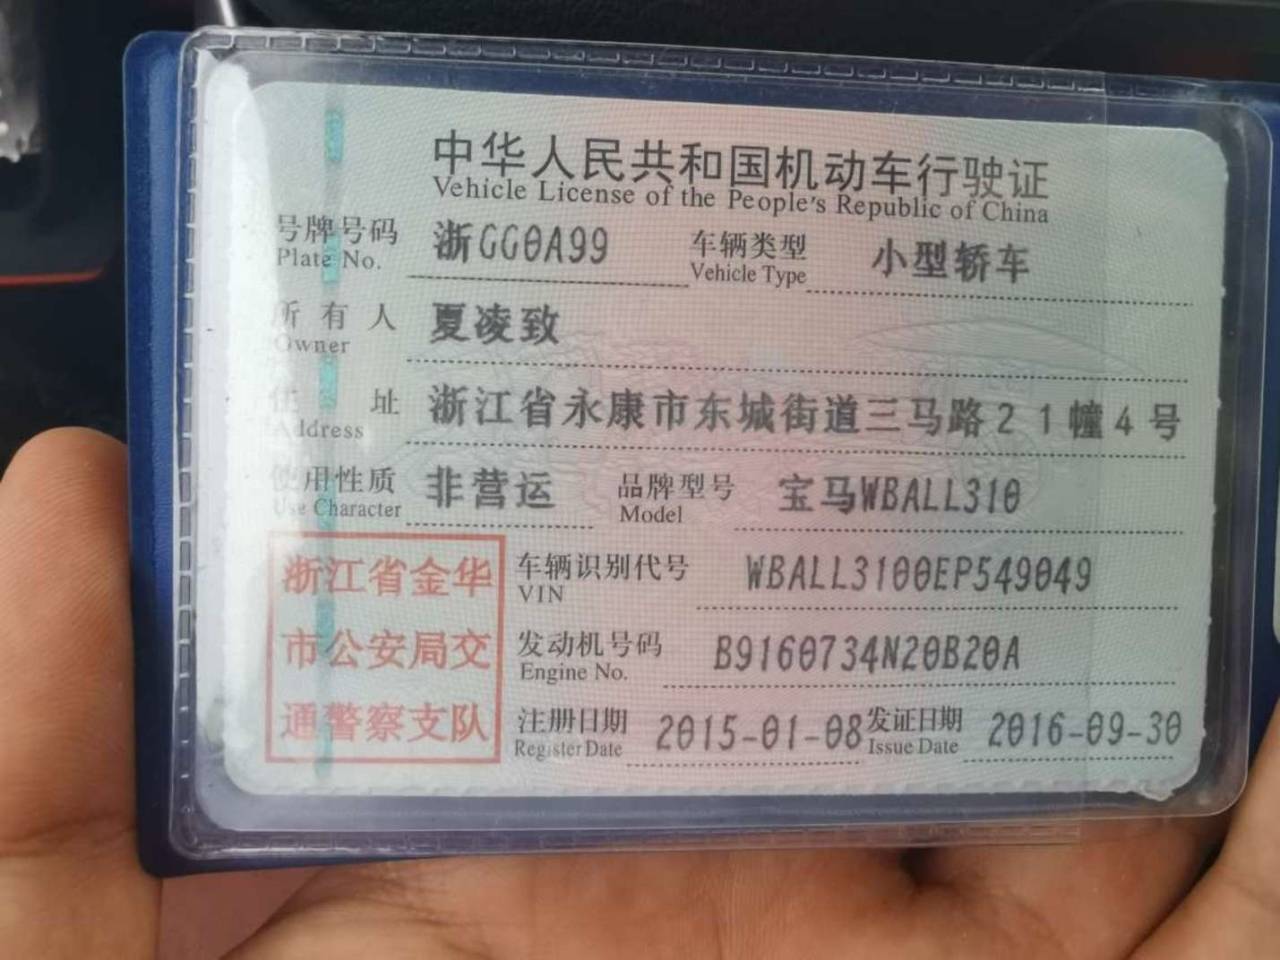 中华人民共和国机动车行驶证
Vehicle License of the People's Republic of China
号牌号码 浙GG0A99 车辆类型 小型轿车
Plate No. Vehicle Type
所有人 夏凌致
Owner
住址 浙江省永康市东城街道三马路21幢4号
Address
使用性质 非营运 品牌型号 宝马WBALL310
Use Character Model
浙江省金华 车辆识别代号 WBALL3100EP549049
VIN
市公安局交 发动机号码 B9160734N20B20A
Engine No.
通警察支队 注册日期 2015-01-08 发证日期 2016-09-30
Register Date Issue Date